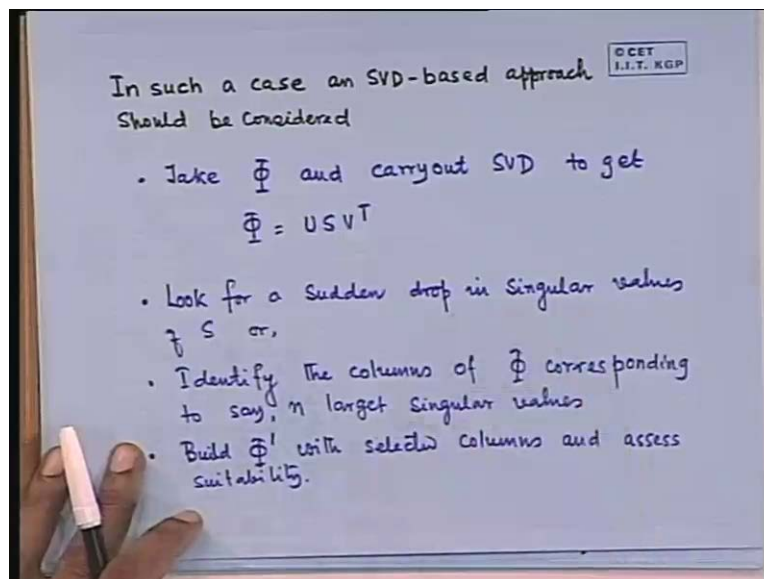 © CET
I.I.T. KGP
In such a case an SVD-based approach
Should be Considered
• Take Φ and carryout SVD to get
Φ = USVᵀ
• Look for a Sudden drop in Singular values
of S or,
• Identify the columns of Φ corresponding
to say, n larget Singular values
• Build Φ' with selected columns and assess
suitability.